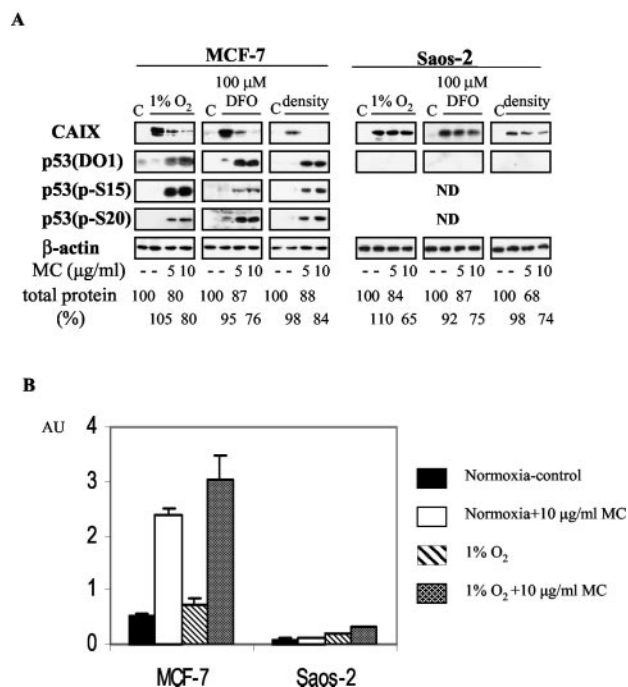 A
MCF-7 Saos-2
100 µM 100 µM
C 1% O2 C DFO C density C 1% O2 C DFO C density
CAIX
p53(DO1)
p53(p-S15) ND
p53(p-S20) ND
β-actin
MC (µg/ml) - - 5 10 - - 5 10 - - 5 10 - - 5 10 - - 5 10 - - 5 10
total protein 100 80 100 87 100 88 100 84 100 87 100 68
(%) 105 80 95 76 98 84 110 65 92 75 98 74
B
AU
4
3
2
1
0
MCF-7 Saos-2
Normoxia-control
Normoxia+10 µg/ml MC
1% O2
1% O2 +10 µg/ml MC